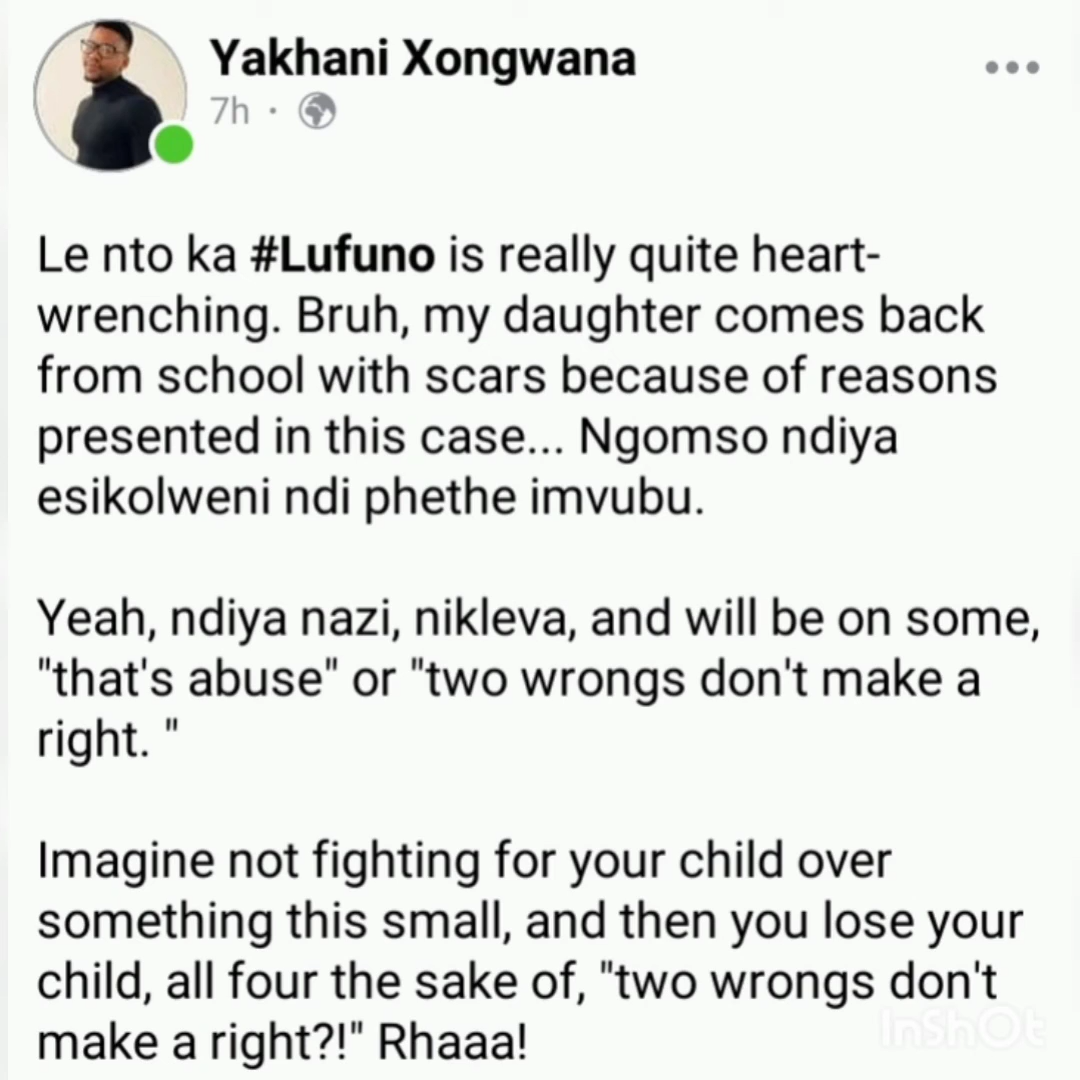 Yakhani Xongwana
7h ·
Le nto ka #Lufuno is really quite heart-
wrenching. Bruh, my daughter comes back
from school with scars because of reasons
presented in this case... Ngomso ndiya
esikolweni ndi phethe imvubu.
Yeah, ndiya nazi, nikleva, and will be on some,
"that's abuse" or "two wrongs don't make a
right. "
Imagine not fighting for your child over
something this small, and then you lose your
child, all four the sake of, "two wrongs don't
make a right?!" Rhaaa!
InShOt